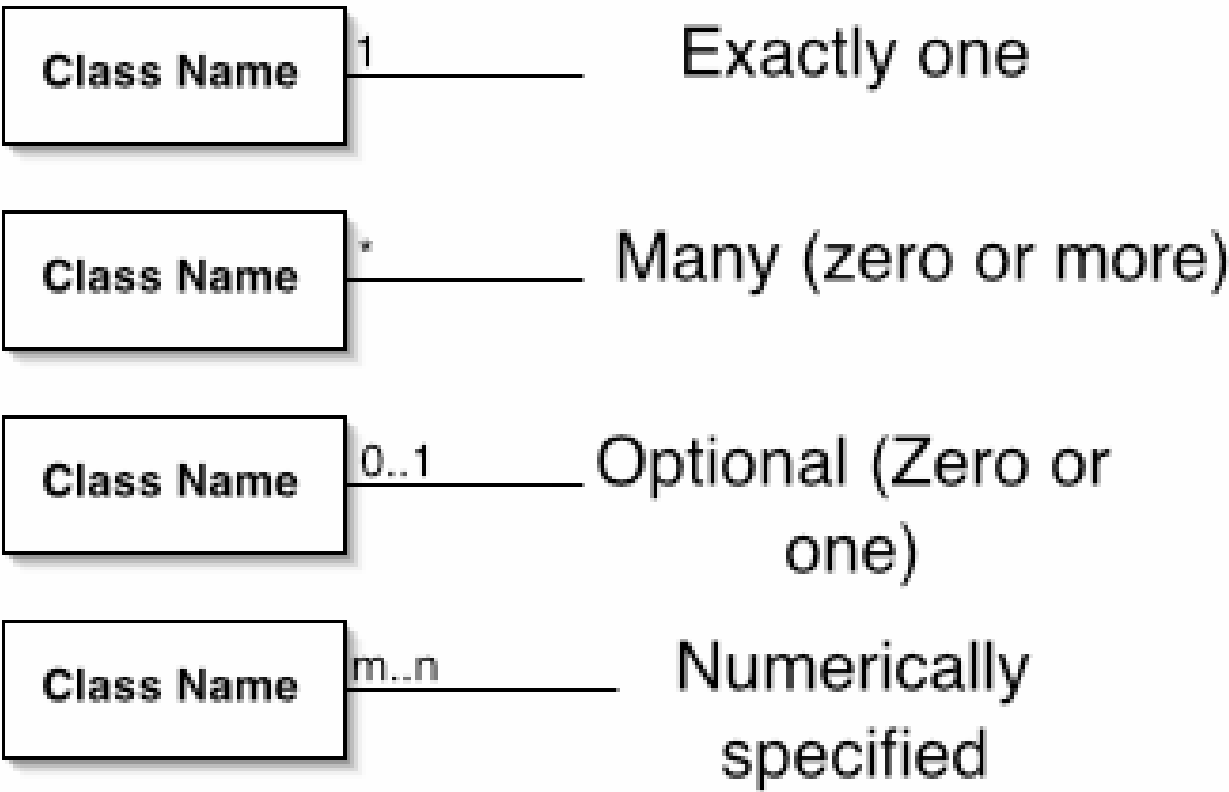 Class Name 1 Exactly one
Class Name * Many (zero or more)
Class Name 0..1 Optional (Zero or
one)
Class Name m..n Numerically
specified